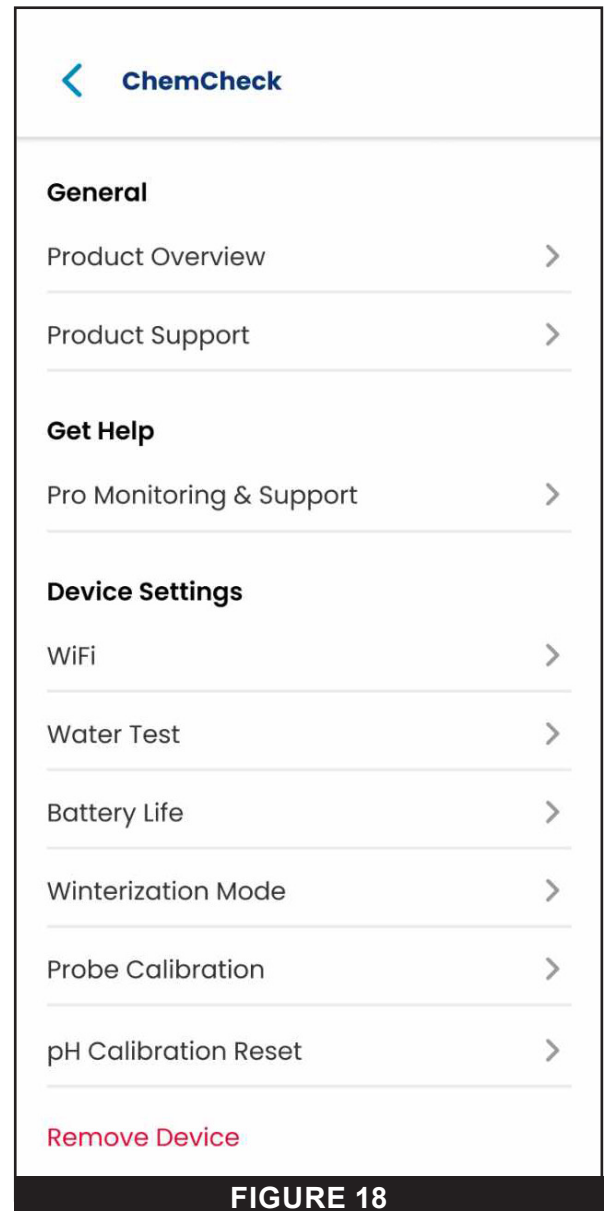 ChemCheck
General
Product Overview
Product Support
Get Help
Pro Monitoring & Support
Device Settings
WiFi
Water Test
Battery Life
Winterization Mode
Probe Calibration
pH Calibration Reset
Remove Device
FIGURE 18